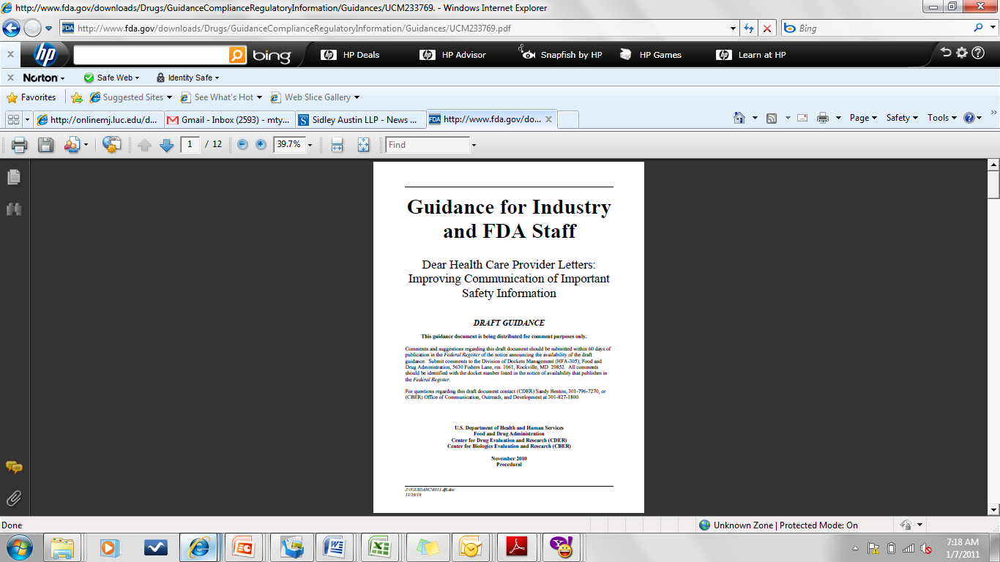 http://www.fda.gov/downloads/Drugs/GuidanceComplianceRegulatoryInformation/Guidances/UCM233769. - Windows Internet Explorer
FDA http://www.fda.gov/downloads/Drugs/GuidanceComplianceRegulatoryInformation/Guidances/UCM233769.pdf Bing
hp bing HP Deals HP Advisor Snapfish by HP HP Games Learn at HP
Norton Safe Web Identity Safe
Favorites Suggested Sites See What's Hot Web Slice Gallery
http://onlinemj.luc.edu/d... Gmail - Inbox (2593) - mty... Sidley Austin LLP - News ... FDA http://www.fda.gov/do... Page Safety Tools
1 / 12 39.7% Find
Guidance for Industry
and FDA Staff
Dear Health Care Provider Letters:
Improving Communication of Important
Safety Information
DRAFT GUIDANCE
This guidance document is being distributed for comment purposes only.
Comments and suggestions regarding this draft document should be submitted within 60 days of
publication in the Federal Register of the notice announcing the availability of the draft
guidance. Submit comments to the Division of Dockets Management (HFA-305), Food and
Drug Administration, 5630 Fishers Lane, rm. 1061, Rockville, MD 20852. All comments
should be identified with the docket number listed in the notice of availability that publishes in
the Federal Register.
For questions regarding this draft document contact (CDER) Sandy Benton, 301-796-7270, or
(CBER) Office of Communication, Outreach, and Development at 301-827-1800.
U.S. Department of Health and Human Services
Food and Drug Administration
Center for Drug Evaluation and Research (CDER)
Center for Biologics Evaluation and Research (CBER)
November 2010
Procedural
11/10/10
Done Unknown Zone | Protected Mode: On
7:18 AM
1/7/2011